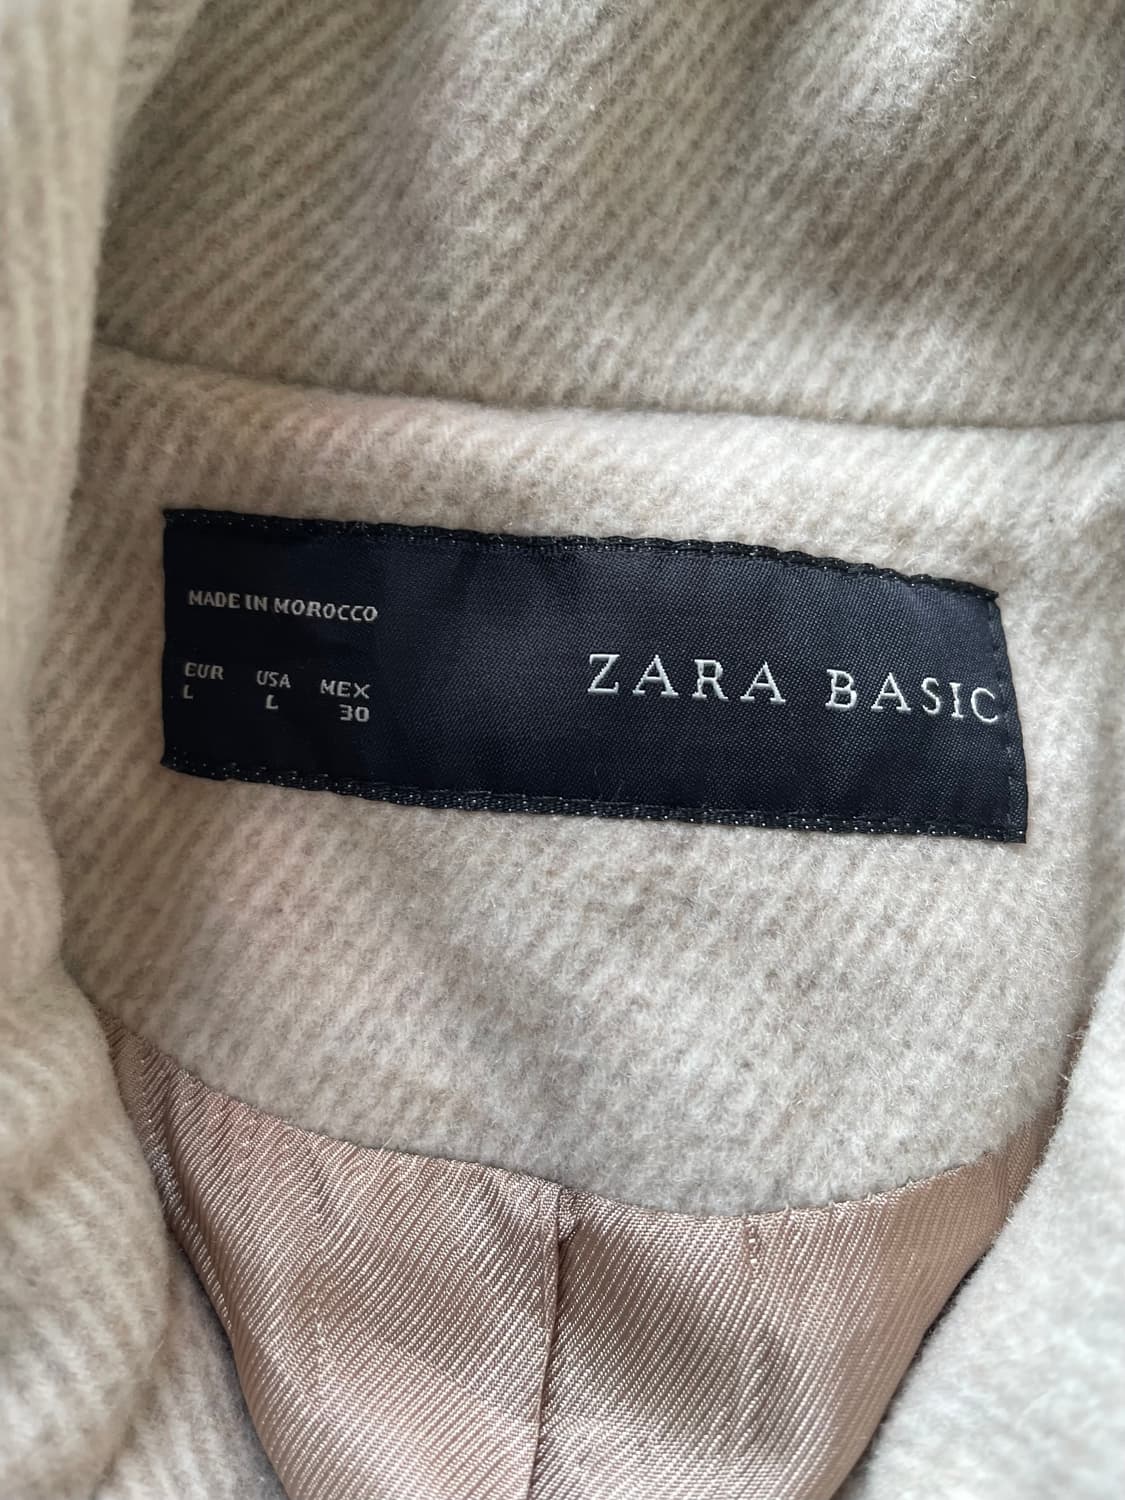 MADE IN MOROCCO
EUR USA MEX
L L 30
ZARA BASIC